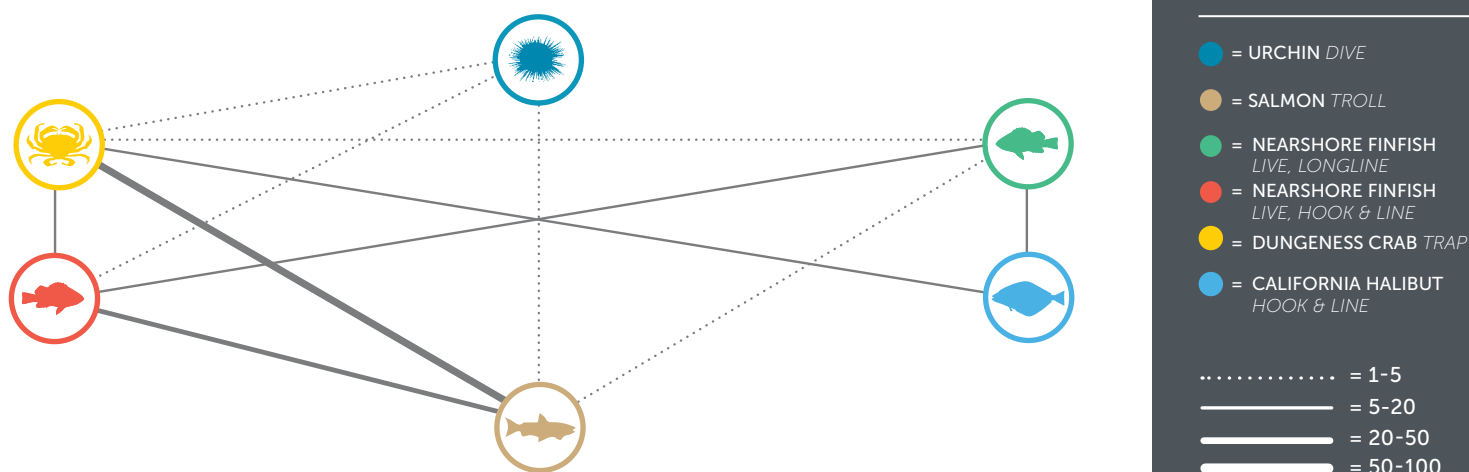 = URCHIN DIVE
= SALMON TROLL
= NEARSHORE FINFISH
LIVE, LONGLINE
= NEARSHORE FINFISH
LIVE, HOOK & LINE
= DUNGENESS CRAB TRAP
= CALIFORNIA HALIBUT
HOOK & LINE
= 1-5
= 5-20
= 20-50
= 50-100